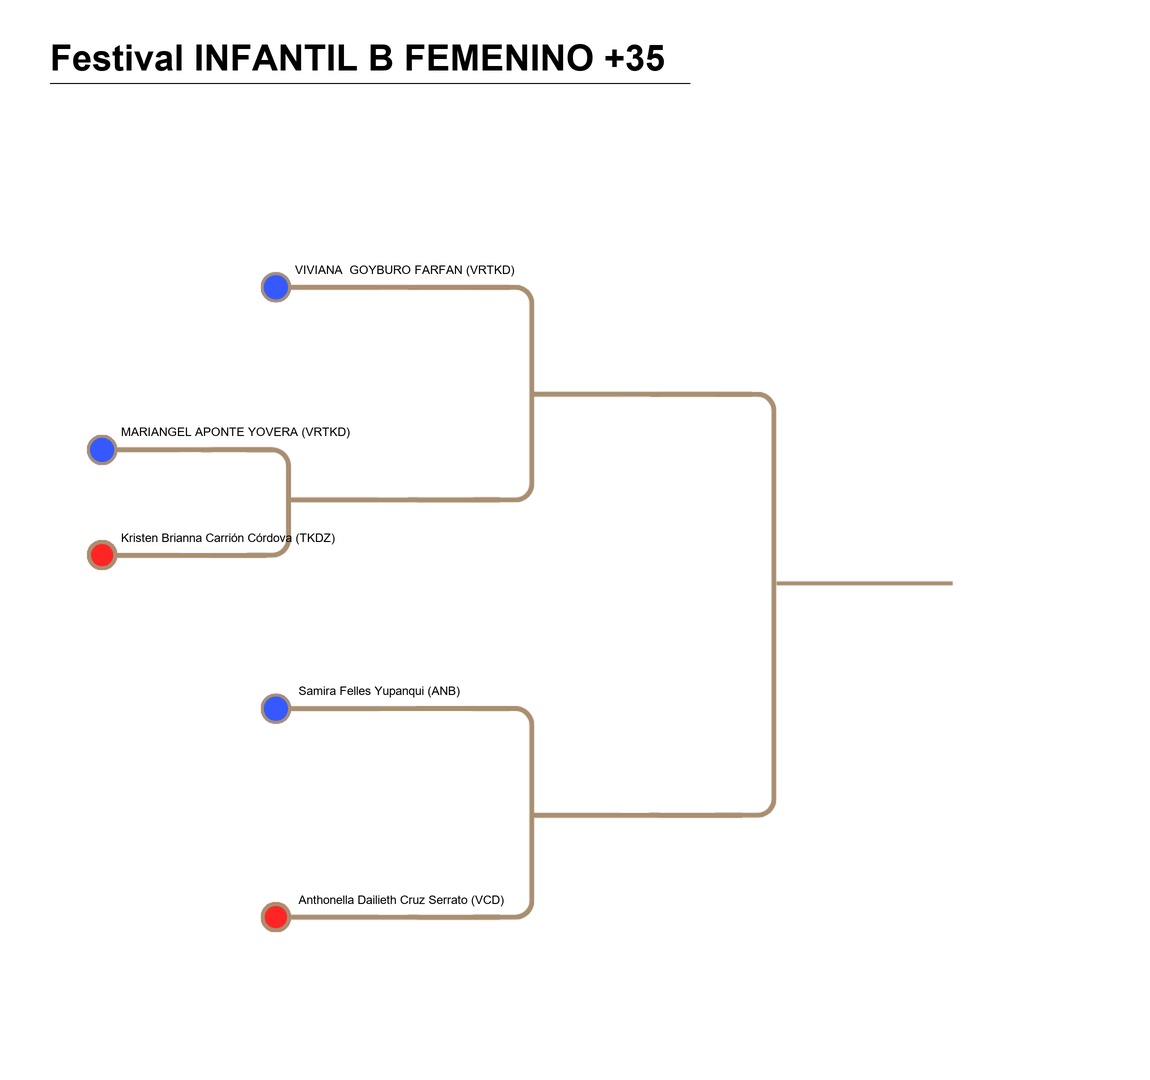 Festival INFANTIL B FEMENINO +35
VIVIANA  GOYBURO FARFAN (VRTKD)
MARIANGEL APONTE YOVERA (VRTKD)
Kristen Brianna Carrión Córdova (TKDZ)
Samira Felles Yupanqui (ANB)
Anthonella Dailieth Cruz Serrato (VCD)